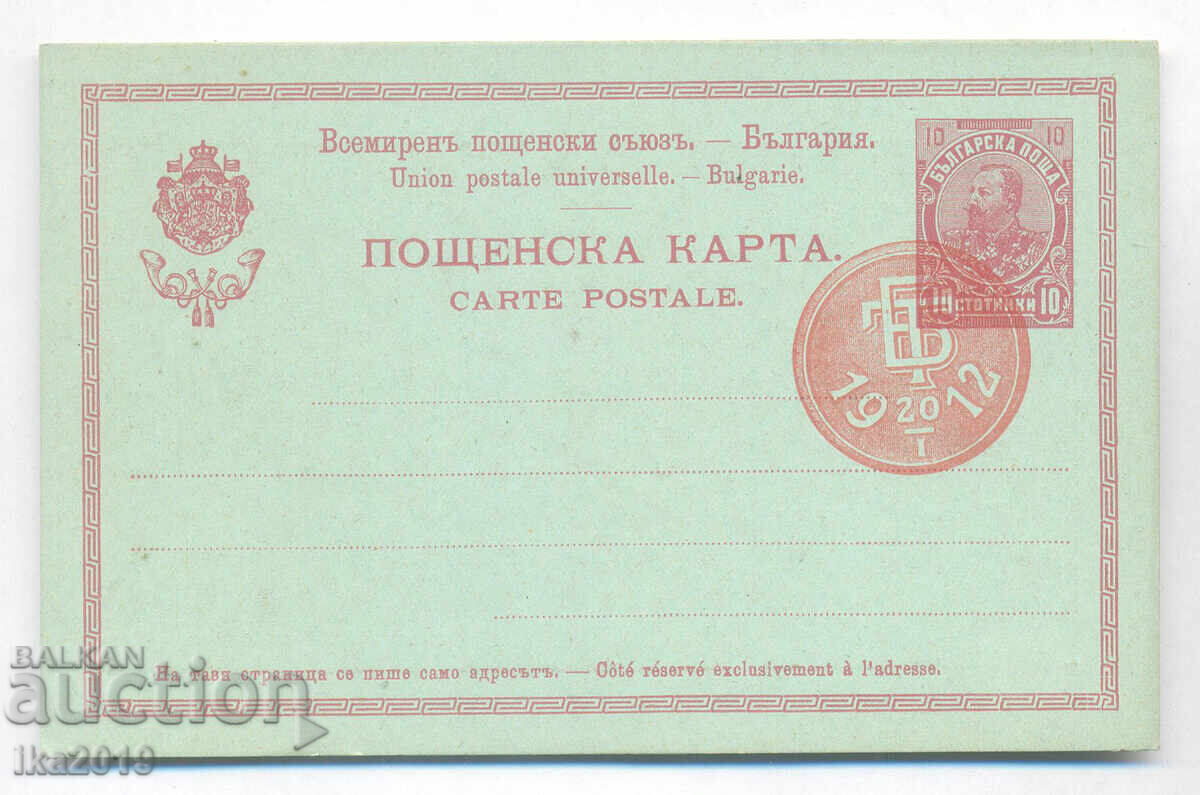 Всемиренъ пощенски съюзъ. — България.
Union postale universelle. — Bulgarie.
ПОЩЕНСКА КАРТА.
CARTE POSTALE.
10 10
БЪЛГАРСКА ПОЩА
10 СТОТИНКИ 10
БТ
19 20 12
I
На тази страница се пише само адресътъ. — Côté réservé exclusivement à l'adresse.
BALKAN
auction
ika2019